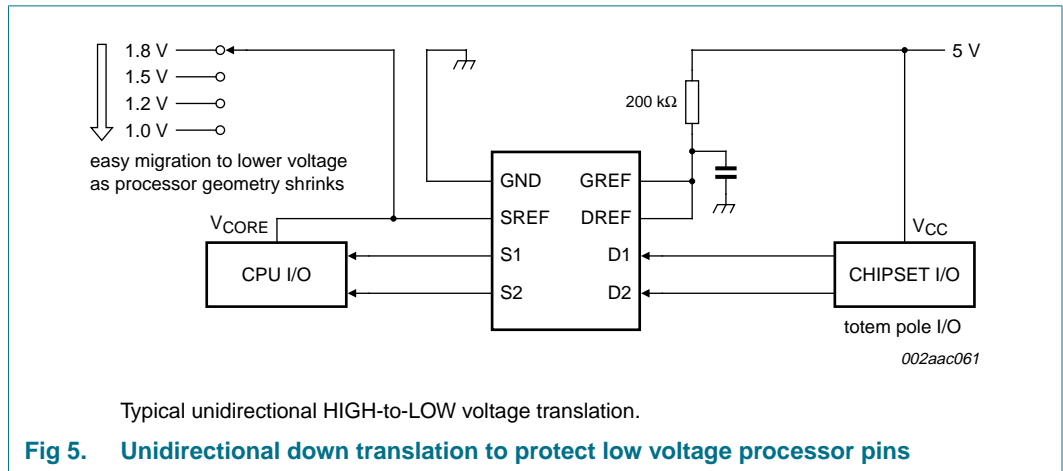 1.8 V
1.5 V
1.2 V
1.0 V
easy migration to lower voltage
as processor geometry shrinks
5 V
200 kΩ
GND GREF
SREF DREF
S1 D1
S2 D2
VCORE
CPU I/O
VCC
CHIPSET I/O
totem pole I/O
002aac061
Typical unidirectional HIGH-to-LOW voltage translation.
Fig 5. Unidirectional down translation to protect low voltage processor pins